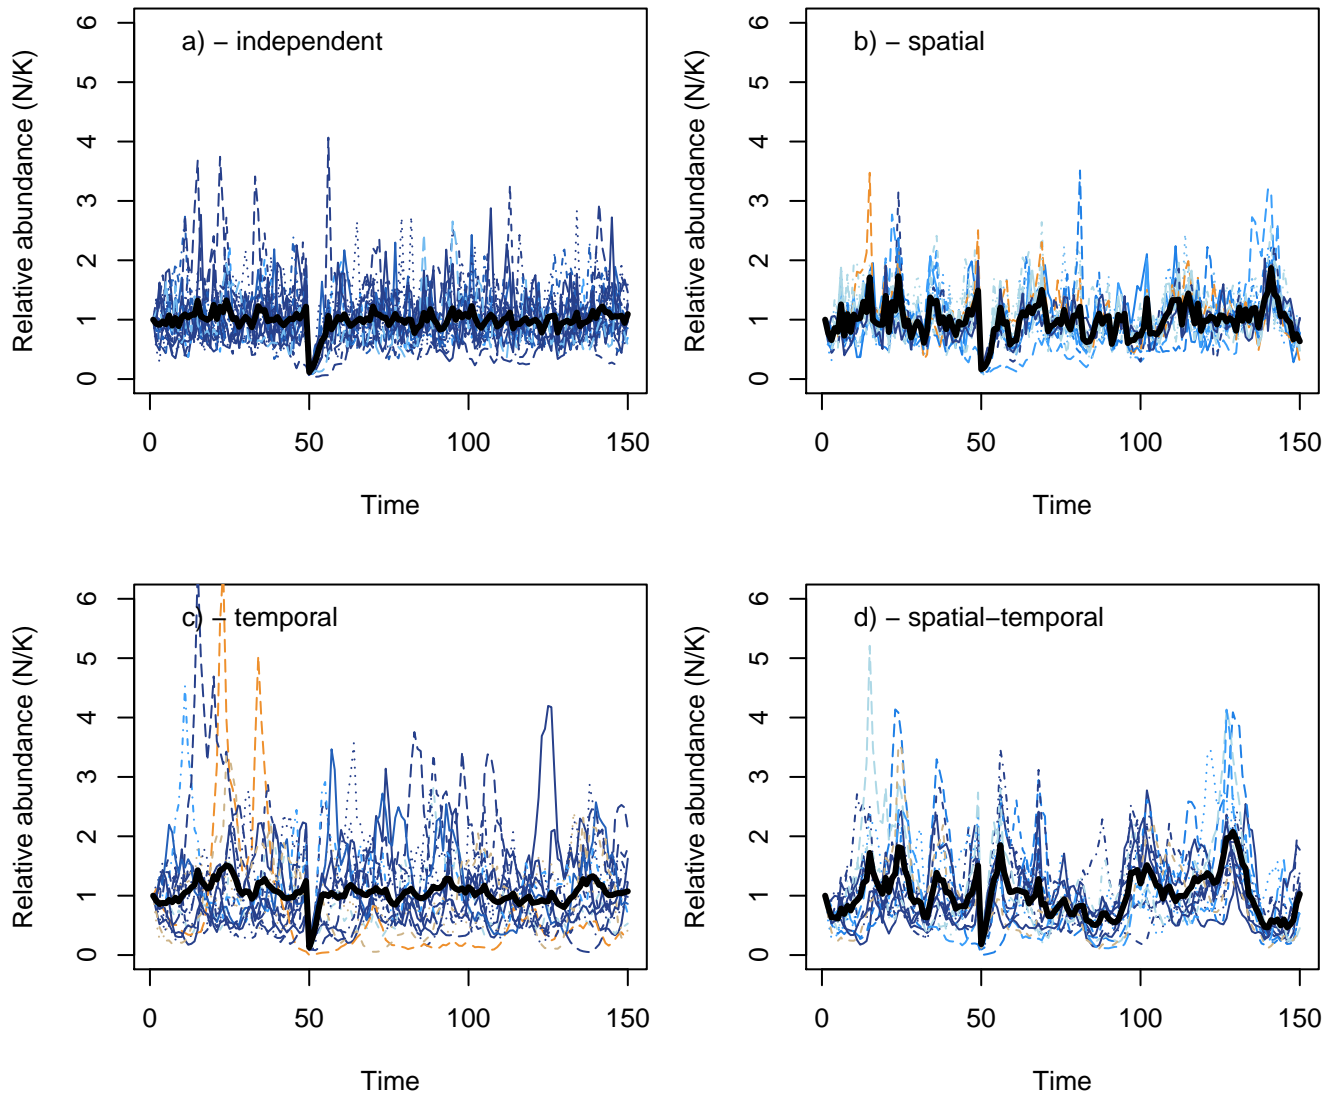 a) – independent
Relative abundance (N/K)
0 1 2 3 4 5 6
0 50 100 150
Time
b) – spatial
Relative abundance (N/K)
0 1 2 3 4 5 6
0 50 100 150
Time
c) – temporal
Relative abundance (N/K)
0 1 2 3 4 5 6
0 50 100 150
Time
d) – spatial–temporal
Relative abundance (N/K)
0 1 2 3 4 5 6
0 50 100 150
Time